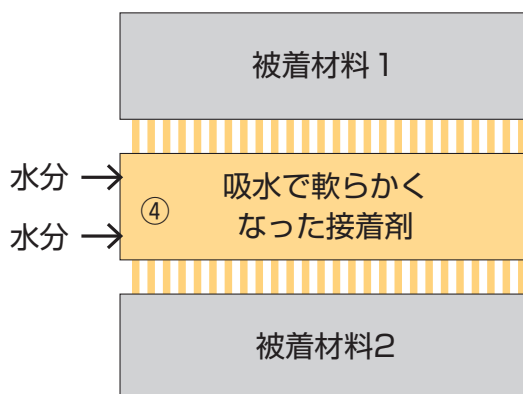 被着材料1
水分
④
吸水で軟らかく
なった接着剤
水分
被着材料2